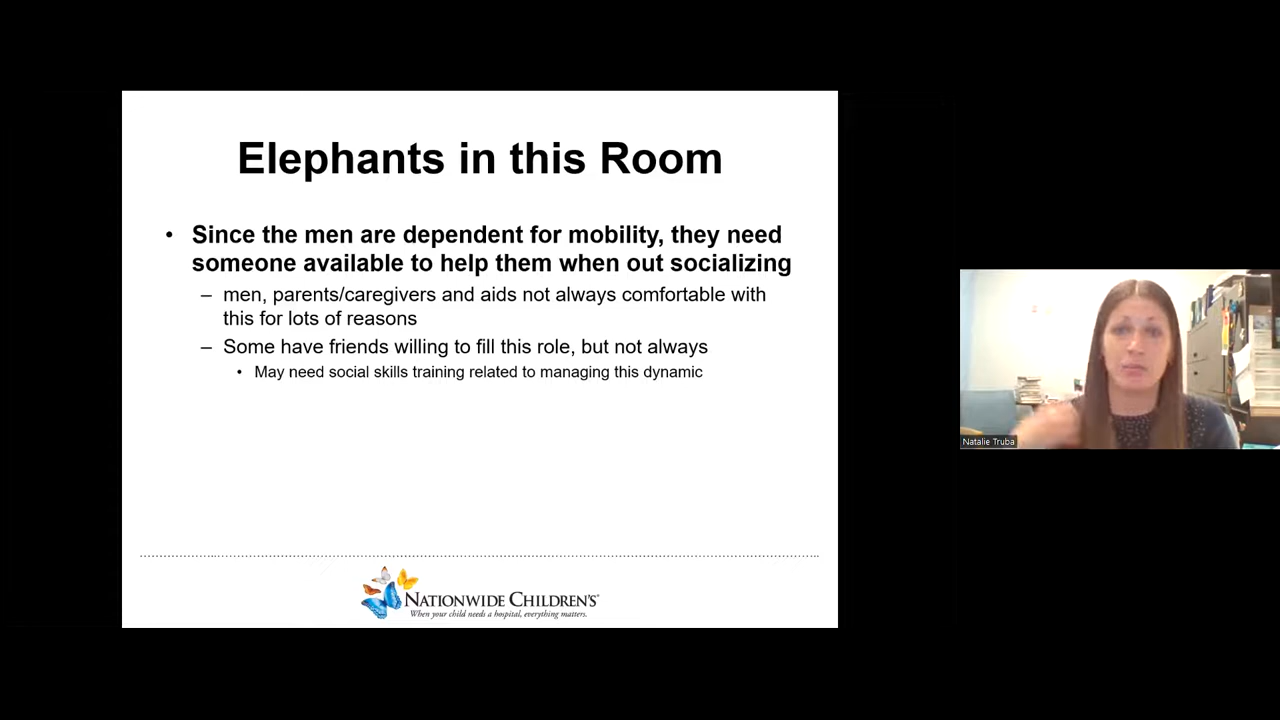 Elephants in this Room
• Since the men are dependent for mobility, they need
someone available to help them when out socializing
– men, parents/caregivers and aids not always comfortable with
this for lots of reasons
– Some have friends willing to fill this role, but not always
• May need social skills training related to managing this dynamic
NATIONWIDE CHILDREN'S
When your child needs a hospital, everything matters.
Natalie Truba